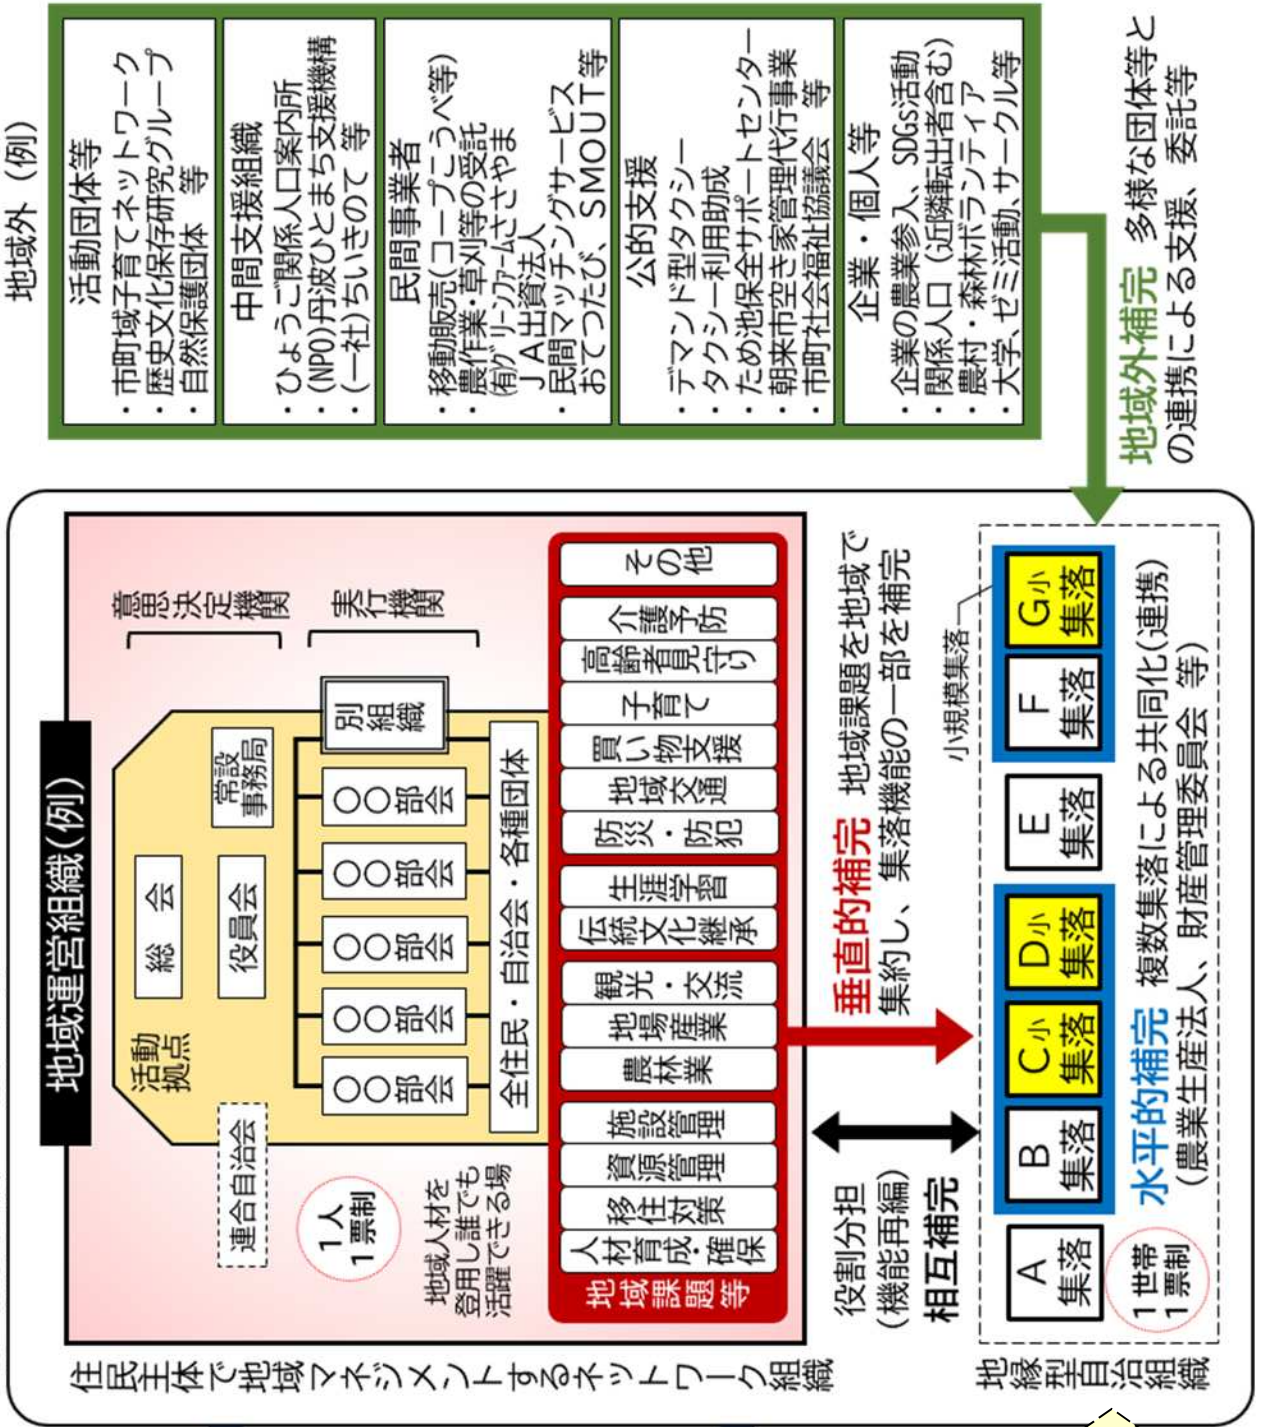 地域運営組織(例)
住民主体で地域マネジメントするネットワーク組織
連合自治会
活動
拠点
総　会
役員会
常設
事務局
意思決定機関
実行機関
1人
1票制
地域人材を
登用し誰でも
活躍できる場
〇〇部会
〇〇部会
〇〇部会
〇〇部会
〇〇部会
別組織
全住民・自治会・各種団体
地域課題等
人材育成・確保
移住対策
資源管理
施設管理
農林業
地場産業
観光・交流
伝統文化継承
生涯学習
防災・防犯
地域交通
買い物支援
子育て
高齢者見守り
介護予防
その他
役割分担
(機能再編)
相互補完
垂直的補完 地域課題を地域で
集約し、集落機能の一部を補完
小規模集落
地縁型自治組織
A
集落
B
集落
C小
集落
D小
集落
E
集落
F
集落
G小
集落
1世帯
1票制
水平的補完 複数集落による共同化(連携)
(農業生産法人、財産管理委員会 等)
地域外（例）
活動団体等
・市町域子育てネットワーク
・歴史文化保存研究グループ
・自然保護団体　等
中間支援組織
・ひょうご関係人口案内所
・(NPO)丹波ひとまち支援機構
・(一社)ちいきのて 等
民間事業者
・移動販売(コープこうべ等)
・農作業・草刈等の受託
㈲グリーンファームささやま
ＪＡ出資法人
・民間マッチングサービス
おてつたび、SMOUT等
公的支援
・デマンド型タクシー
・タクシー利用助成
・ため池保全サポートセンター
・朝来市空き家管理代行事業
・市町社会福祉協議会　等
企業・個人等
・企業の農業参入、SDGs活動
・関係人口（近隣転出者含む）
・農村・森林ボランティア
・大学、ゼミ活動、サークル等
地域外補完 多様な団体等と
の連携による支援、委託等